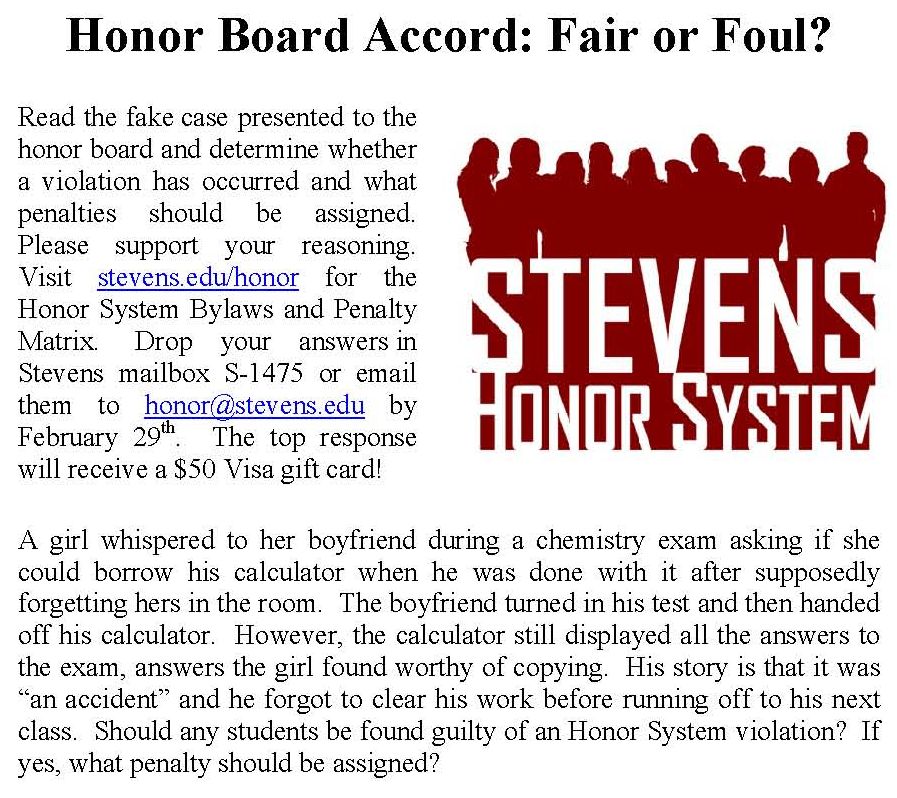 Honor Board Accord: Fair or Foul?
Read the fake case presented to the
honor board and determine whether
a violation has occurred and what
penalties should be assigned.
Please support your reasoning.
Visit stevens.edu/honor for the
Honor System Bylaws and Penalty
Matrix. Drop your answers in
Stevens mailbox S-1475 or email
them to honor@stevens.edu by
February 29th. The top response
will receive a $50 Visa gift card!
STEVENS
HONOR SYSTEM
A girl whispered to her boyfriend during a chemistry exam asking if she
could borrow his calculator when he was done with it after supposedly
forgetting hers in the room. The boyfriend turned in his test and then handed
off his calculator. However, the calculator still displayed all the answers to
the exam, answers the girl found worthy of copying. His story is that it was
“an accident” and he forgot to clear his work before running off to his next
class. Should any students be found guilty of an Honor System violation? If
yes, what penalty should be assigned?